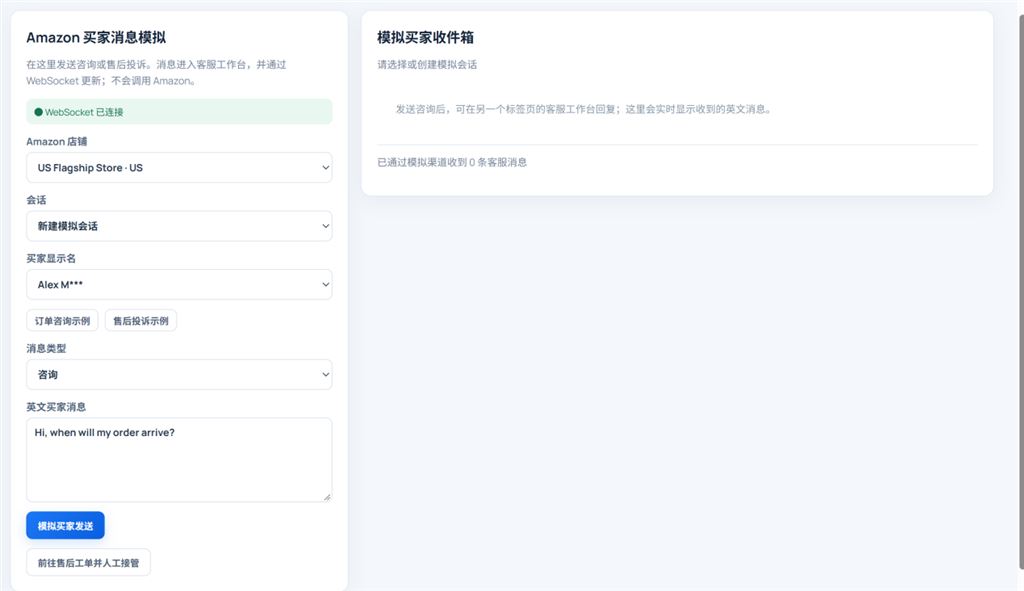 Amazon 买家消息模拟
在这里发送咨询或售后投诉。消息进入客服工作台，并通过
WebSocket 更新；不会调用 Amazon。
WebSocket 已连接
Amazon 店铺
US Flagship Store · US
会话
新建模拟会话
买家显示名
Alex M***
订单咨询示例
售后投诉示例
消息类型
咨询
英文买家消息
Hi, when will my order arrive?
模拟买家发送
前往售后工单并人工接管
模拟买家收件箱
请选择或创建模拟会话
发送咨询后，可在另一个标签页的客服工作台回复；这里会实时显示收到的英文消息。
已通过模拟渠道收到 0 条客服消息